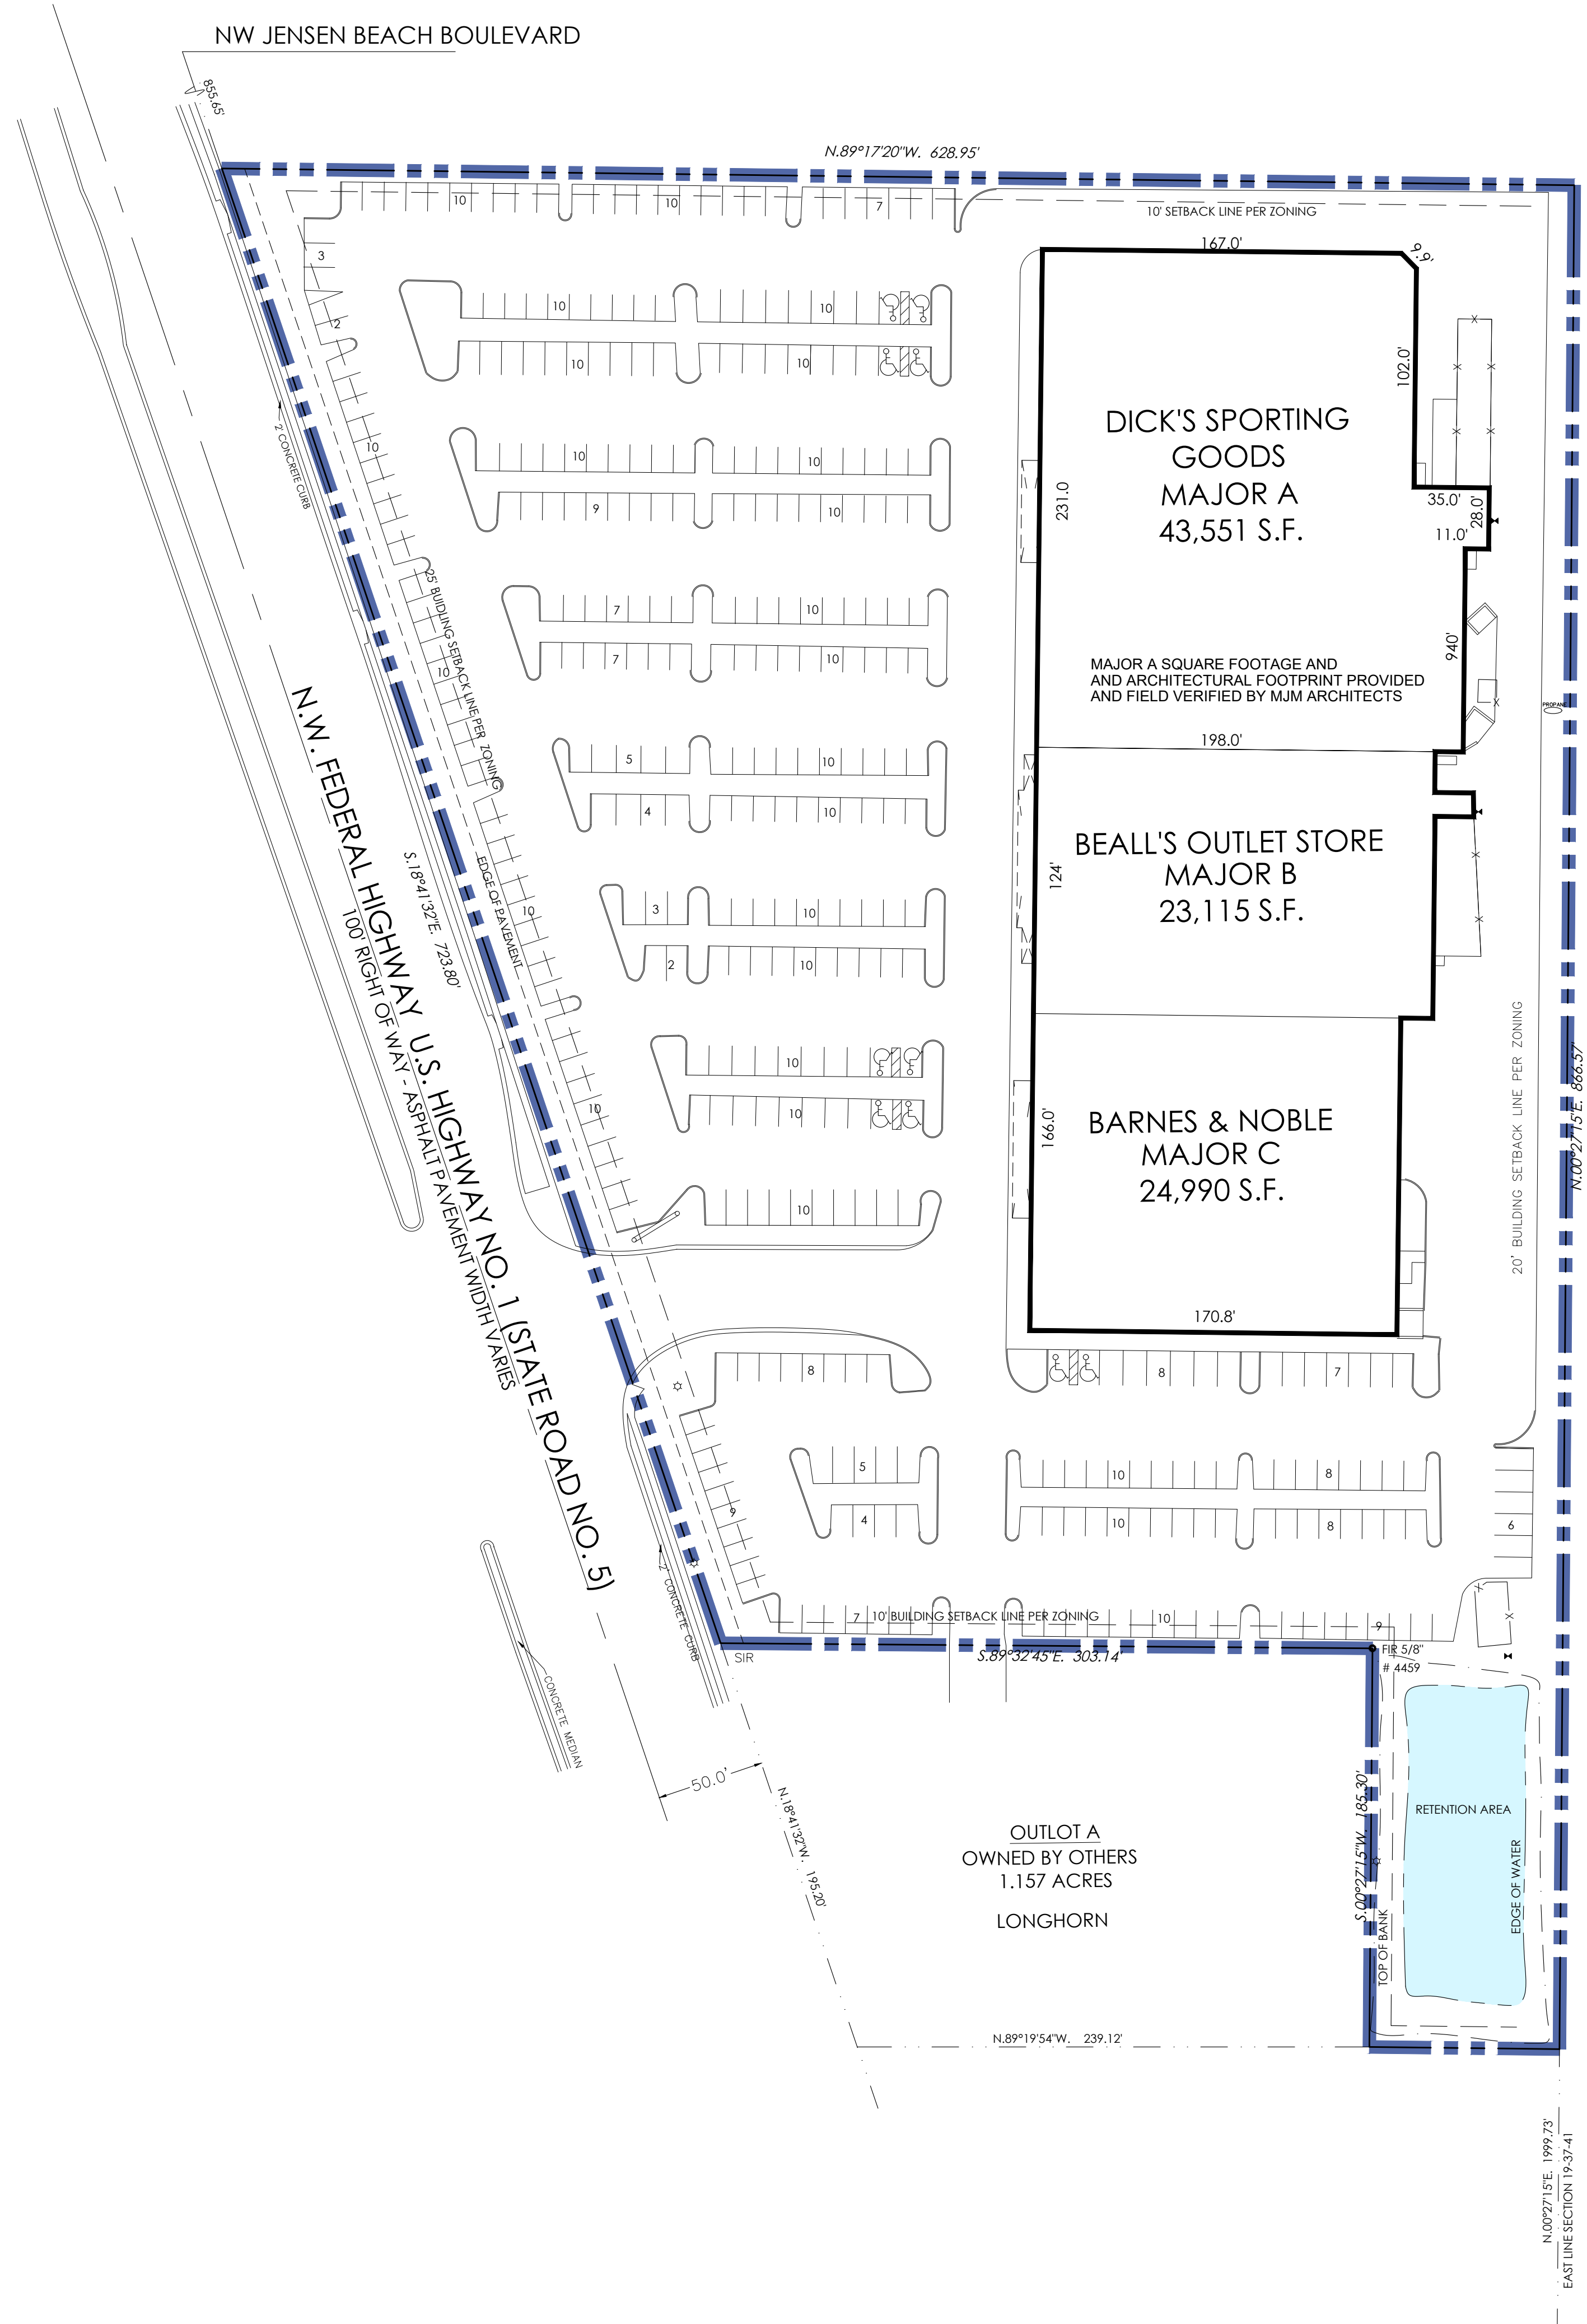 NW JENSEN BEACH BOULEVARD
855.65'
N.89°17'20"W. 628.95'
10
10
7
10' SETBACK LINE PER ZONING
167.0'
9.9'
3
2
10
10
10
10
102.0'
2' CONCRETE CURB
10
DICK'S SPORTING
GOODS
MAJOR A
43,551 S.F.
231.0
10
10
9
10
35.0'
28.0'
11.0'
25' BUIDLING SETBACK LINE PER ZONING
10
7
10
7
10
940'
MAJOR A SQUARE FOOTAGE AND
AND ARCHITECTURAL FOOTPRINT PROVIDED
AND FIELD VERIFIED BY MJM ARCHITECTS
PROPANE
198.0'
N.W. FEDERAL HIGHWAY U.S. HIGHWAY NO. 1 (STATE ROAD NO. 5)
100' RIGHT OF WAY - ASPHALT PAVEMENT WIDTH VARIES
S.18°41'32"E. 723.80'
EDGE OF PAVEMENT
5
10
4
10
BEALL'S OUTLET STORE
MAJOR B
23,115 S.F.
124'
10
3
10
2
10
20' BUILDING SETBACK LINE PER ZONING
N.00°27'15"E. 866.57'
10
10
10
BARNES & NOBLE
MAJOR C
24,990 S.F.
166.0'
10
170.8'
8
8
7
5
4
10
8
10
8
6
9
2' CONCRETE CURB
7
10' BUILDING SETBACK LINE PER ZONING
10
9
SIR
S.89°32'45"E. 303.14'
FIR 5/8"
# 4459
CONCRETE MEDIAN
50.0'
N.18°41'32"W. 195.20'
OUTLOT A
OWNED BY OTHERS
1.157 ACRES
LONGHORN
S.00°27'15"W. 185.30'
TOP OF BANK
RETENTION AREA
EDGE OF WATER
N.89°19'54"W. 239.12'
N.00°27'15"E. 1999.73'
EAST LINE SECTION 19-37-41